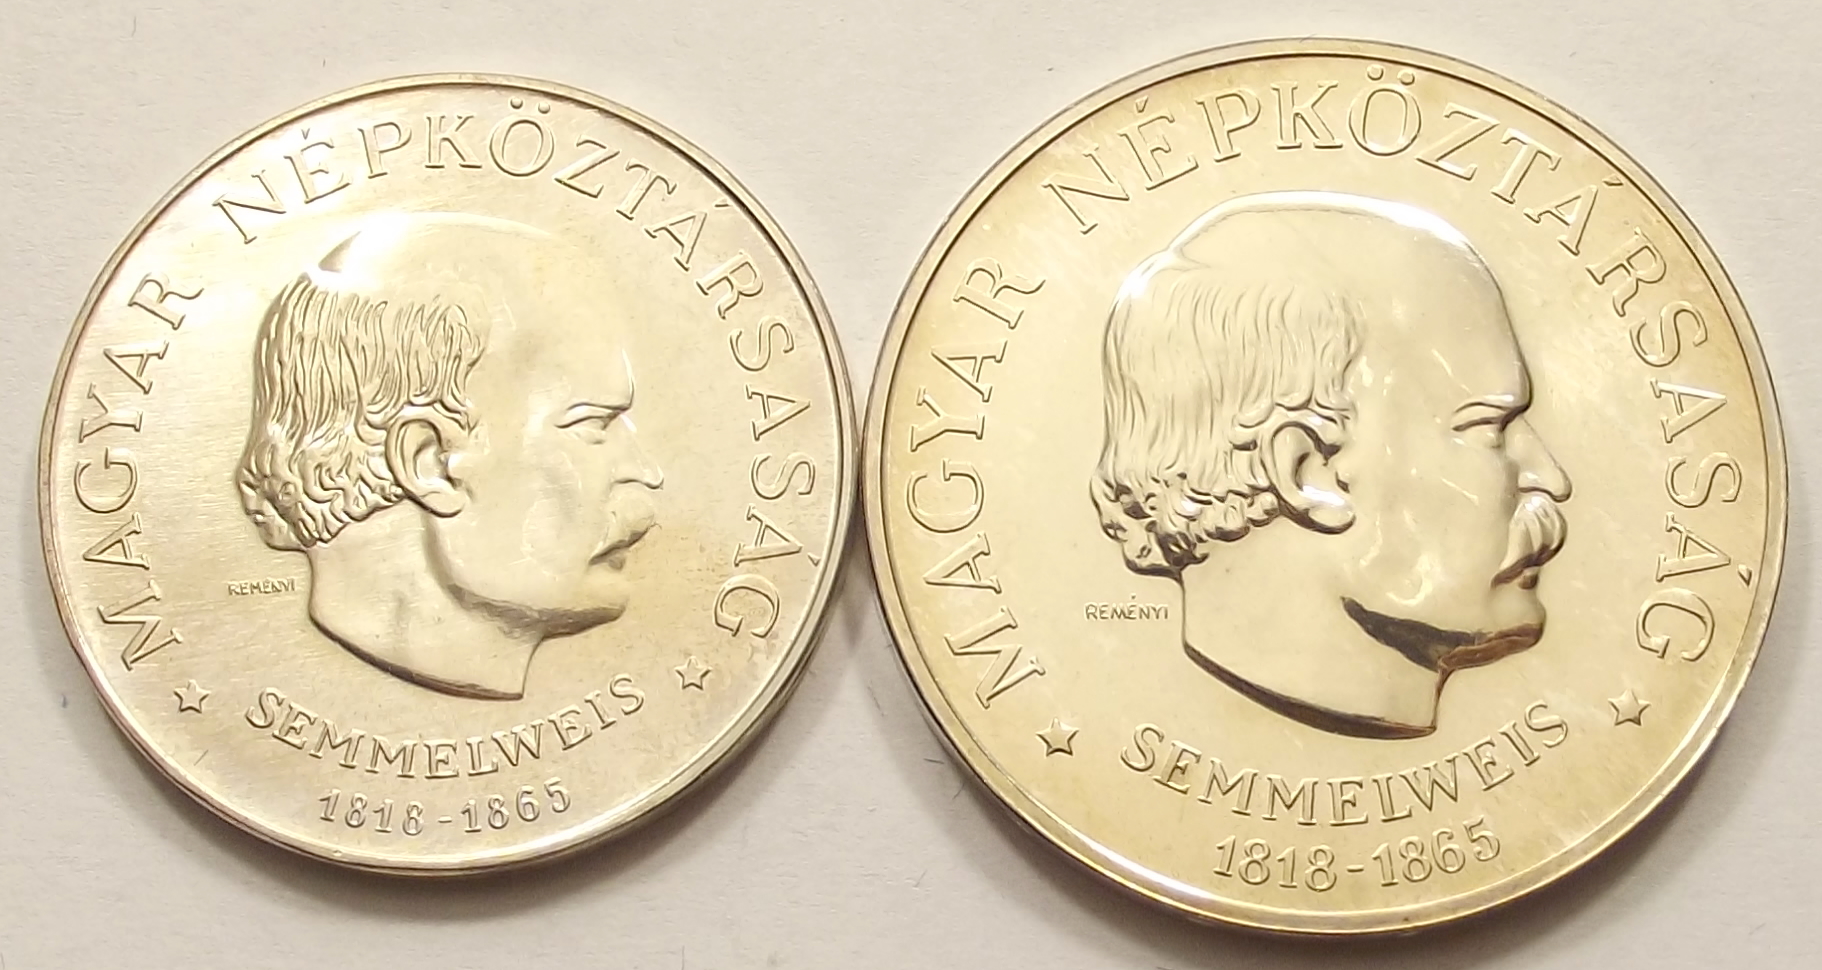 MAGYAR NÉPKÖZTÁRSASÁG
REMÉNYI
★ SEMMELWEIS ★
1818-1865
MAGYAR NÉPKÖZTÁRSASÁG
REMÉNYI
★ SEMMELWEIS ★
1818-1865